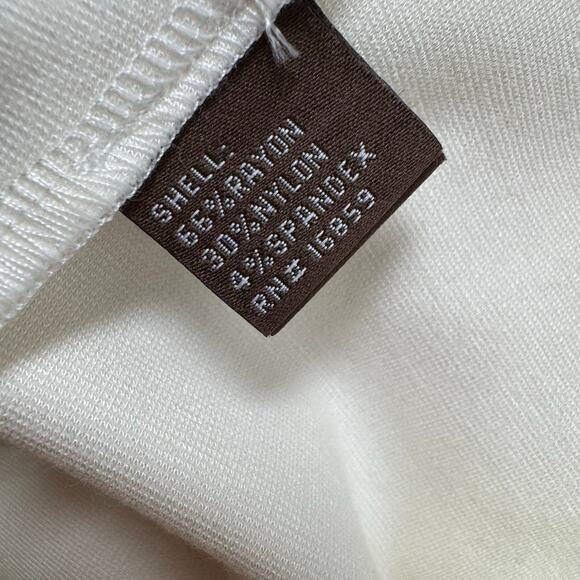 SHELL:
66%RAYON
30%NYLON
4%SPANDEX
RN# 16859